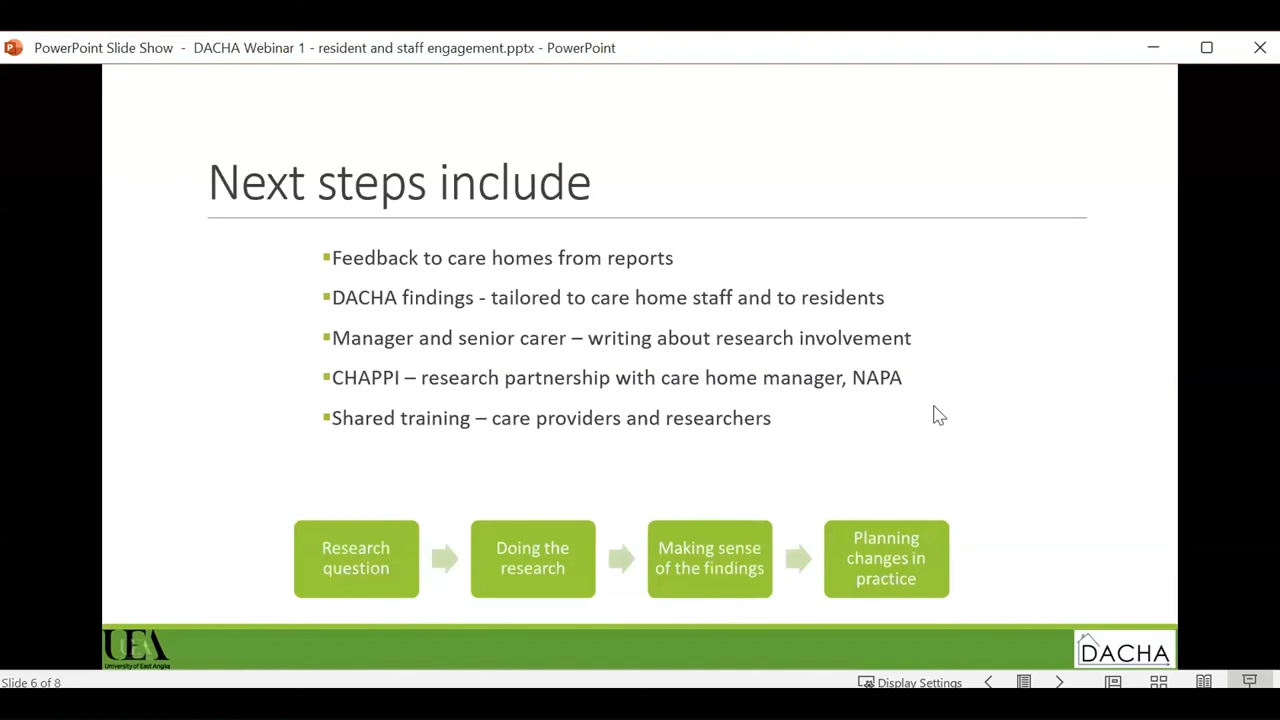 PowerPoint Slide Show - DACHA Webinar 1 - resident and staff engagement.pptx - PowerPoint
Next steps include
▪Feedback to care homes from reports
▪DACHA findings - tailored to care home staff and to residents
▪Manager and senior carer – writing about research involvement
▪CHAPPI – research partnership with care home manager, NAPA
▪Shared training – care providers and researchers
Research
question
Doing the
research
Making sense
of the findings
Planning
changes in
practice
UEA
University of East Anglia
DACHA
Slide 6 of 8
Display Settings